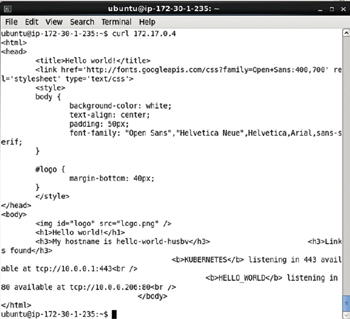 ubuntu@ip-172-30-1-235:~
File Edit View Search Terminal Help
ubuntu@ip-172-30-1-235:~$ curl 172.17.0.4
<html>
<head>
<title>Hello world!</title>
<link href='http://fonts.googleapis.com/css?family=Open+Sans:400,700' re
l='stylesheet' type='text/css'>
<style>
body {
background-color: white;
text-align: center;
padding: 50px;
font-family: "Open Sans","Helvetica Neue",Helvetica,Arial,sans-s
erif;
}
#logo {
margin-bottom: 40px;
}
</style>
</head>
<body>
<img id="logo" src="logo.png" />
<h1>Hello world!</h1>
<h3>My hostname is hello-world-husbv</h3> <h3>Link
s found</h3>
<b>KUBERNETES</b> listening in 443 avail
able at tcp://10.0.0.1:443<br />
<b>HELLO_WORLD</b> listening in
80 available at tcp://10.0.0.206:80<br />
</body>
</html>
ubuntu@ip-172-30-1-235:~$